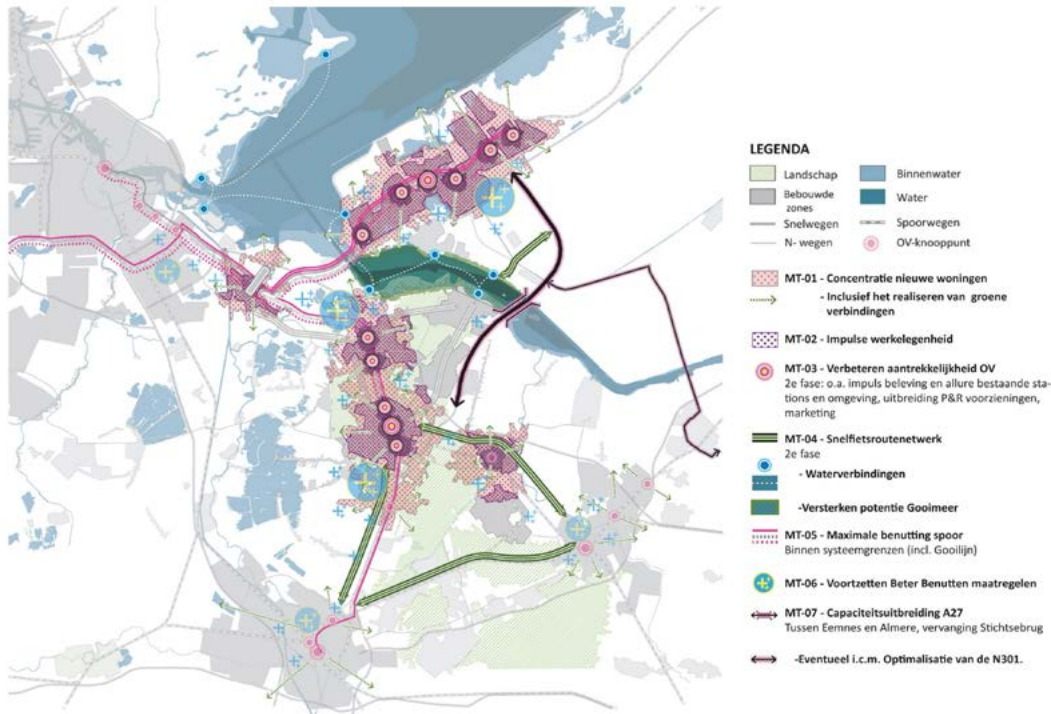 LEGENDA
Landschap
Binnenwater
Bebouwde
zones
Water
Snelwegen
Spoorwegen
N- wegen
OV-knooppunt
MT-01 - Concentratie nieuwe woningen
- Inclusief het realiseren van groene
verbindingen
MT-02 - Impulse werkelegenheid
MT-03 - Verbeteren aantrekkelijkheid OV
2e fase: o.a. impuls beleving en allure bestaande sta-
tions en omgeving, uitbreiding P&R voorzieningen,
marketing
MT-04 - Snelfietsroutenetwerk
2e fase
- Waterverbindingen
-Versterken potentie Gooimeer
MT-05 - Maximale benutting spoor
Binnen systeemgrenzen (incl. Gooilijn)
MT-06 - Voortzetten Beter Benutten maatregelen
MT-07 - Capaciteitsuitbreiding A27
Tussen Eemnes en Almere, vervanging Stichtsebrug
-Eventueel i.c.m. Optimalisatie van de N301.